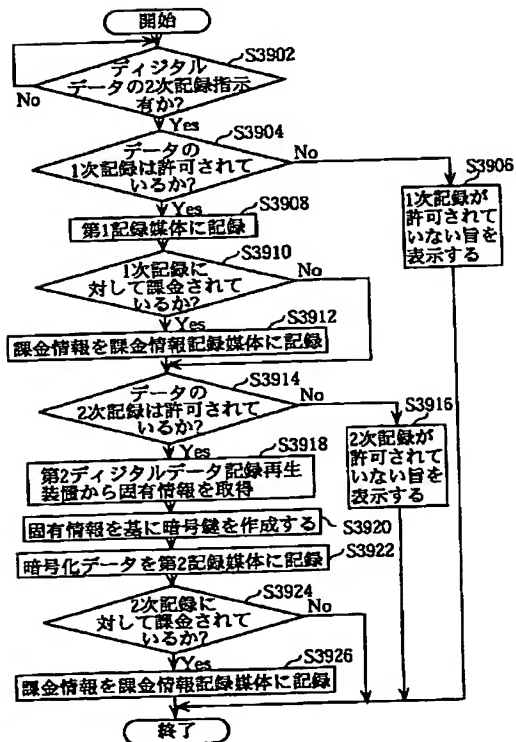 開始
S3902
ディジタル
データの2次記録指示
有か?
No
Yes
S3904
データの
1次記録は許可されて
いるか?
No
S3906
1次記録が
許可されて
いない旨を
表示する
Yes
S3908
第1記録媒体に記録
S3910
1次記録に
対して課金されて
いるか?
No
Yes
S3912
課金情報を課金情報記録媒体に記録
S3914
データの
2次記録は許可されて
いるか?
No
S3916
2次記録が
許可されて
いない旨を
表示する
Yes
S3918
第2ディジタルデータ記録再生
装置から固有情報を取得
固有情報を基に暗号鍵を作成する
S3920
S3922
暗号化データを第2記録媒体に記録
S3924
2次記録に
対して課金されて
いるか?
No
Yes
S3926
課金情報を課金情報記録媒体に記録
終了